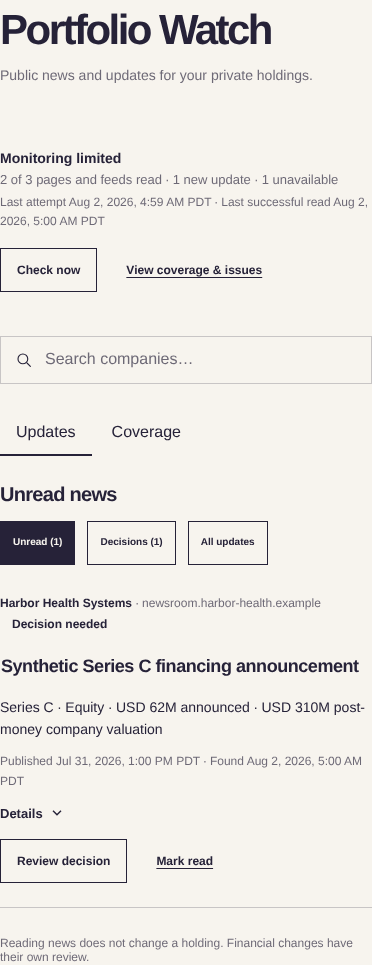 Portfolio Watch
Public news and updates for your private holdings.
Monitoring limited
2 of 3 pages and feeds read · 1 new update · 1 unavailable
Last attempt Aug 2, 2026, 4:59 AM PDT · Last successful read Aug 2,
2026, 5:00 AM PDT
Check now
View coverage & issues
Search companies…
Updates
Coverage
Unread news
Unread (1)
Decisions (1)
All updates
Harbor Health Systems · newsroom.harbor-health.example
Decision needed
Synthetic Series C financing announcement
Series C · Equity · USD 62M announced · USD 310M post-
money company valuation
Published Jul 31, 2026, 1:00 PM PDT · Found Aug 2, 2026, 5:00 AM
PDT
Details
Review decision
Mark read
Reading news does not change a holding. Financial changes have
their own review.